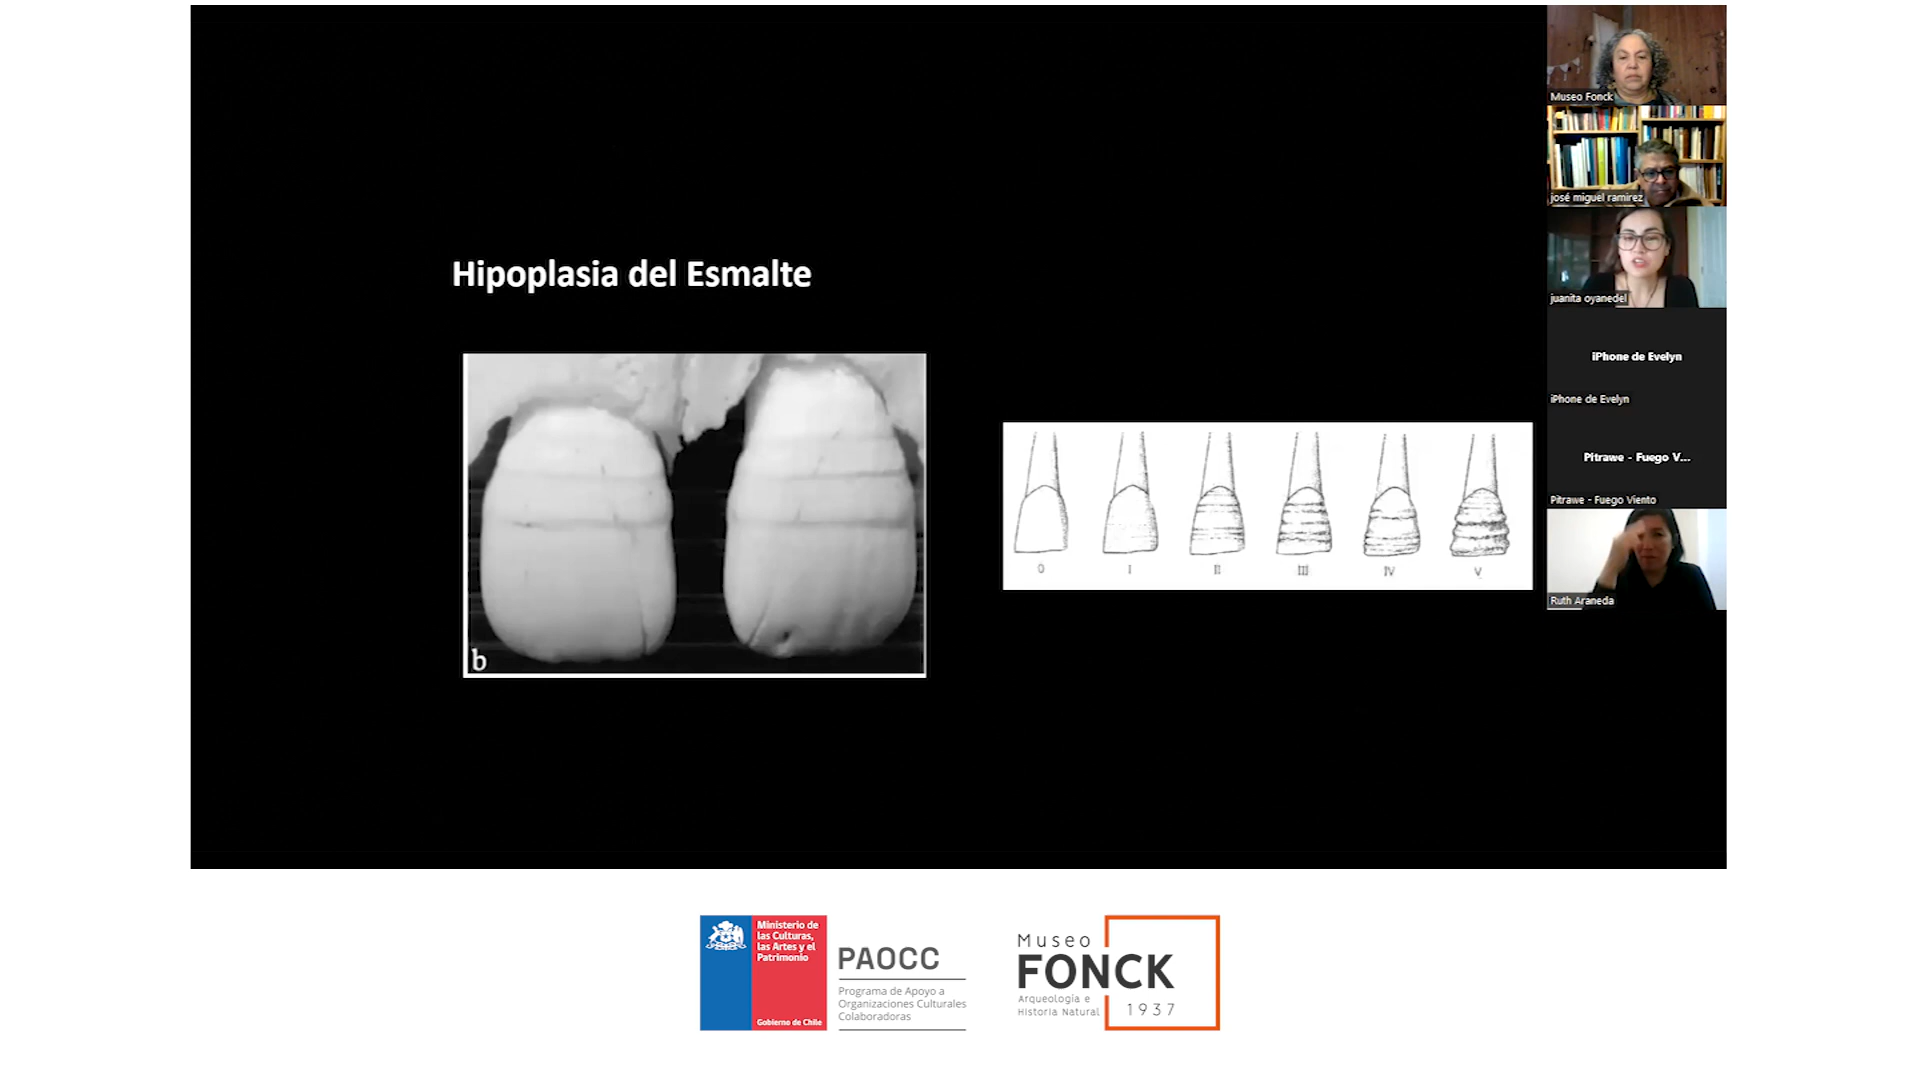 Hipoplasia del Esmalte
b
0 I II III IV V
Museo Fonck
josé miguel ramirez
juanita oyanedel
iPhone de Evelyn
iPhone de Evelyn
Pitrawe - Fuego V...
Pitrawe - Fuego Viento
Ruth Araneda
Ministerio de
las Culturas,
las Artes y el
Patrimonio
Gobierno de Chile
PAOCC
Programa de Apoyo a
Organizaciones Culturales
Colaboradoras
Museo
FONCK
Arqueología e
Historia Natural
1937